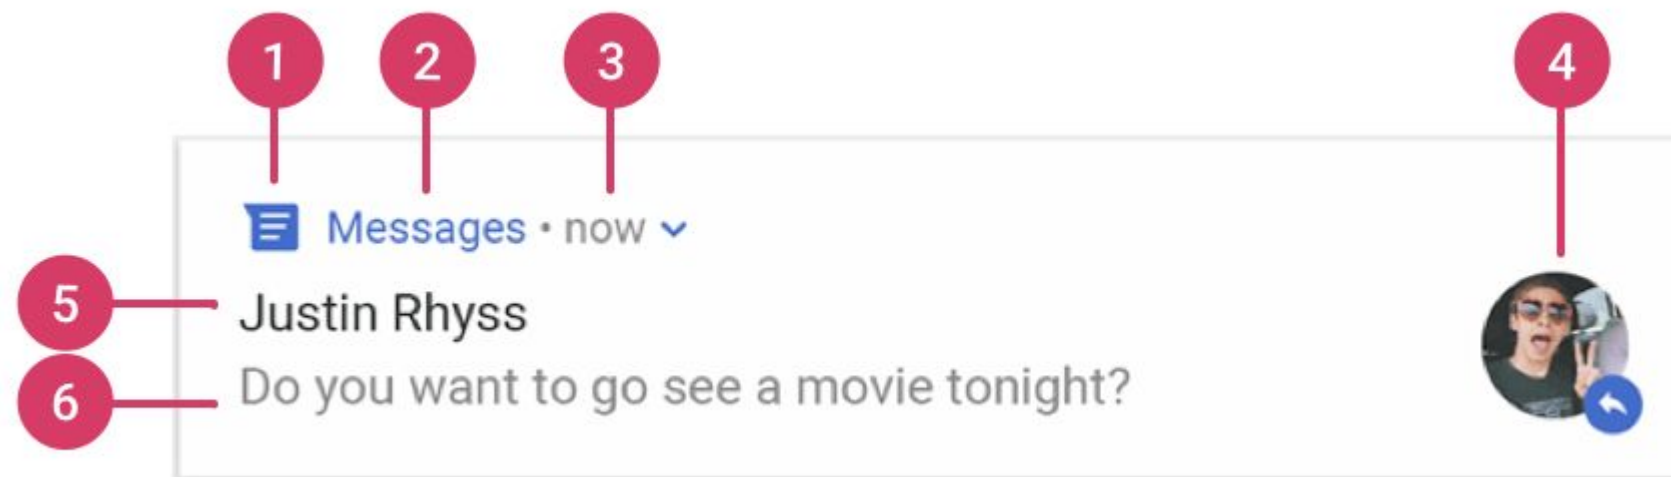 1 2 3 4
Messages • now
5 Justin Rhyss
6 Do you want to go see a movie tonight?